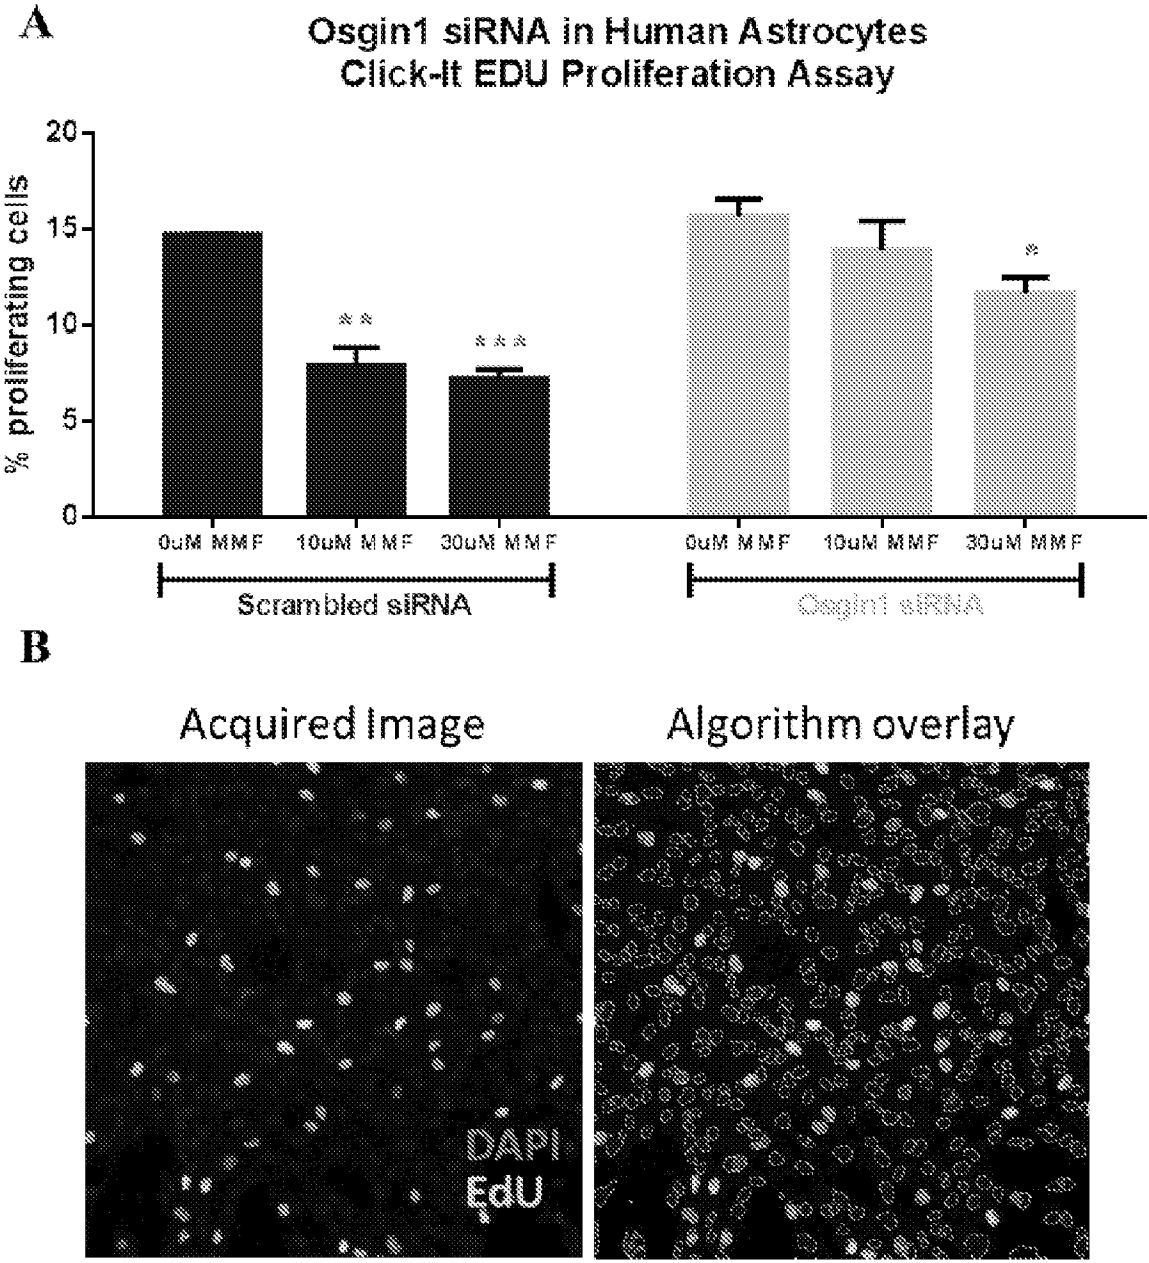 A
Osgin1 siRNA in Human Astrocytes
Click-It EDU Proliferation Assay
% proliferating cells
20
15
10
5
0
**
***
*
0uM MMF 10uM MMF 30uM MMF 0uM MMF 10uM MMF 30uM MMF
Scrambled siRNA Osgin1 siRNA
B
Acquired Image Algorithm overlay
DAPI
EdU